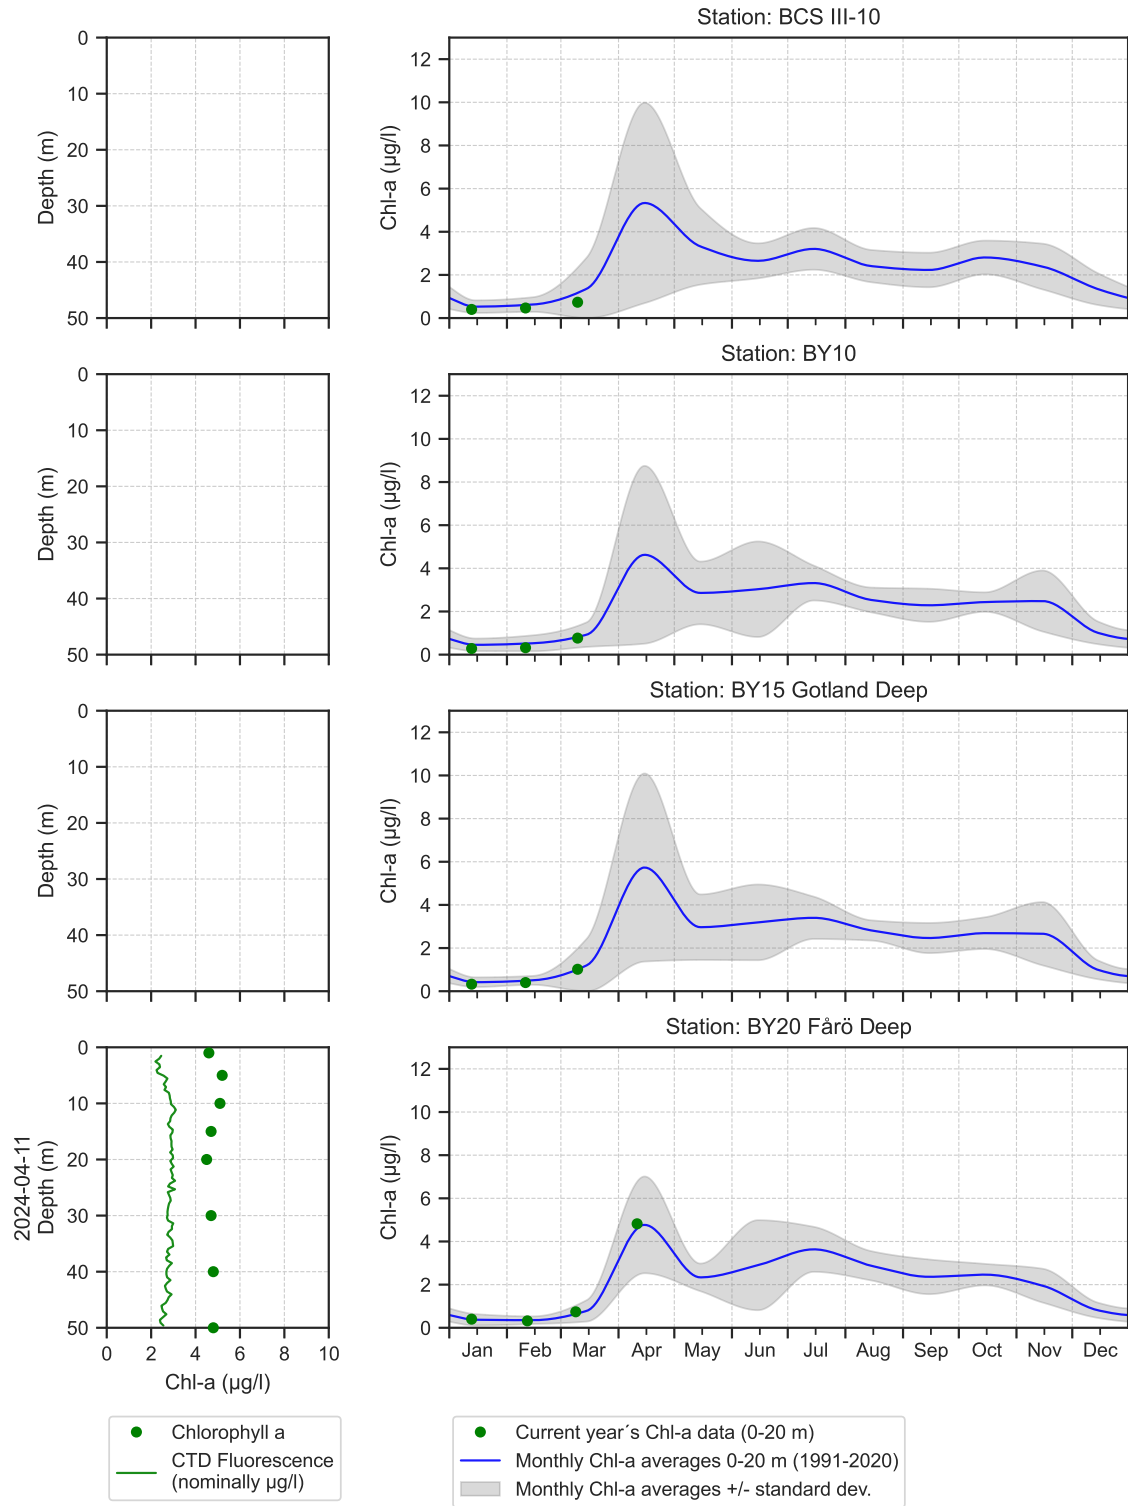 Station: BCS III-10
0
10
20
30
40
50
Depth (m)
12
10
8
6
4
2
0
Chl-a (µg/l)
Station: BY10
0
10
20
30
40
50
Depth (m)
12
10
8
6
4
2
0
Chl-a (µg/l)
Station: BY15 Gotland Deep
0
10
20
30
40
50
Depth (m)
12
10
8
6
4
2
0
Chl-a (µg/l)
Station: BY20 Fårö Deep
0
10
20
30
40
50
2024-04-11
Depth (m)
0 2 4 6 8 10
Chl-a (µg/l)
12
10
8
6
4
2
0
Chl-a (µg/l)
Jan Feb Mar Apr May Jun Jul Aug Sep Oct Nov Dec
Chlorophyll a
CTD Fluorescence
(nominally µg/l)
Current year´s Chl-a data (0-20 m)
Monthly Chl-a averages 0-20 m (1991-2020)
Monthly Chl-a averages +/- standard dev.